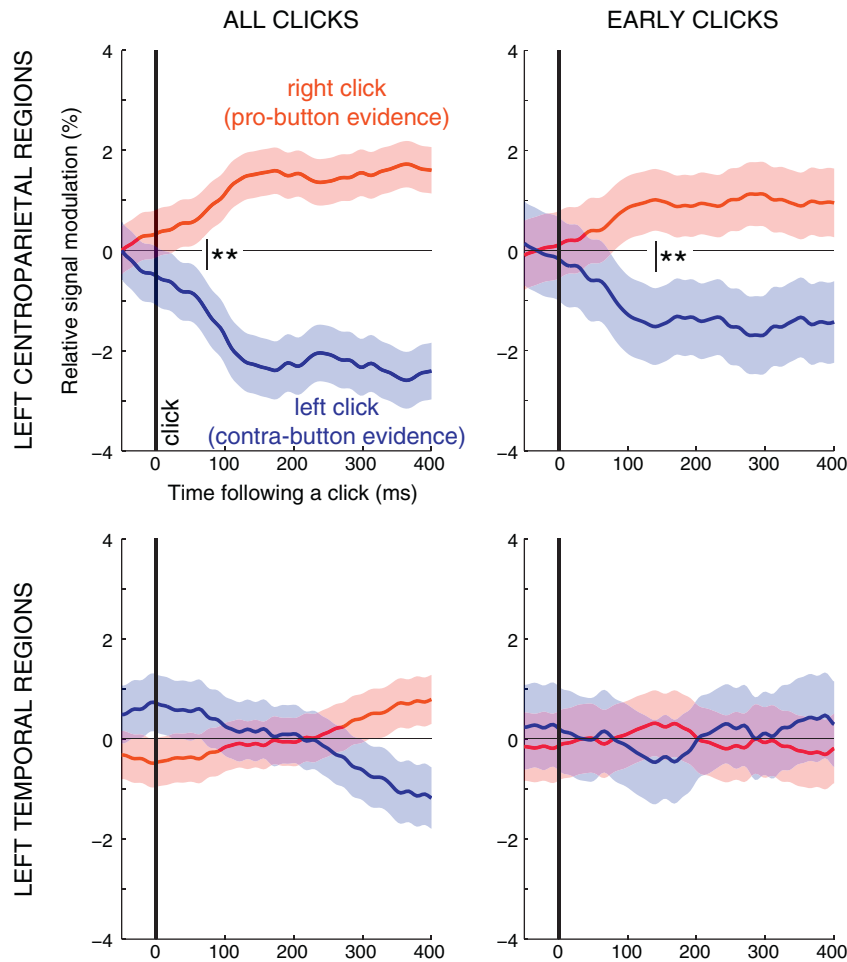 ALL CLICKS
EARLY CLICKS
LEFT CENTROPARIETAL REGIONS
Relative signal modulation (%)
4
2
0
−2
−4
right click
(pro-button evidence)
**
left click
(contra-button evidence)
click
0 100 200 300 400
Time following a click (ms)
4
2
0
−2
−4
**
0 100 200 300 400
LEFT TEMPORAL REGIONS
4
2
0
−2
−4
0 100 200 300 400
4
2
0
−2
−4
0 100 200 300 400